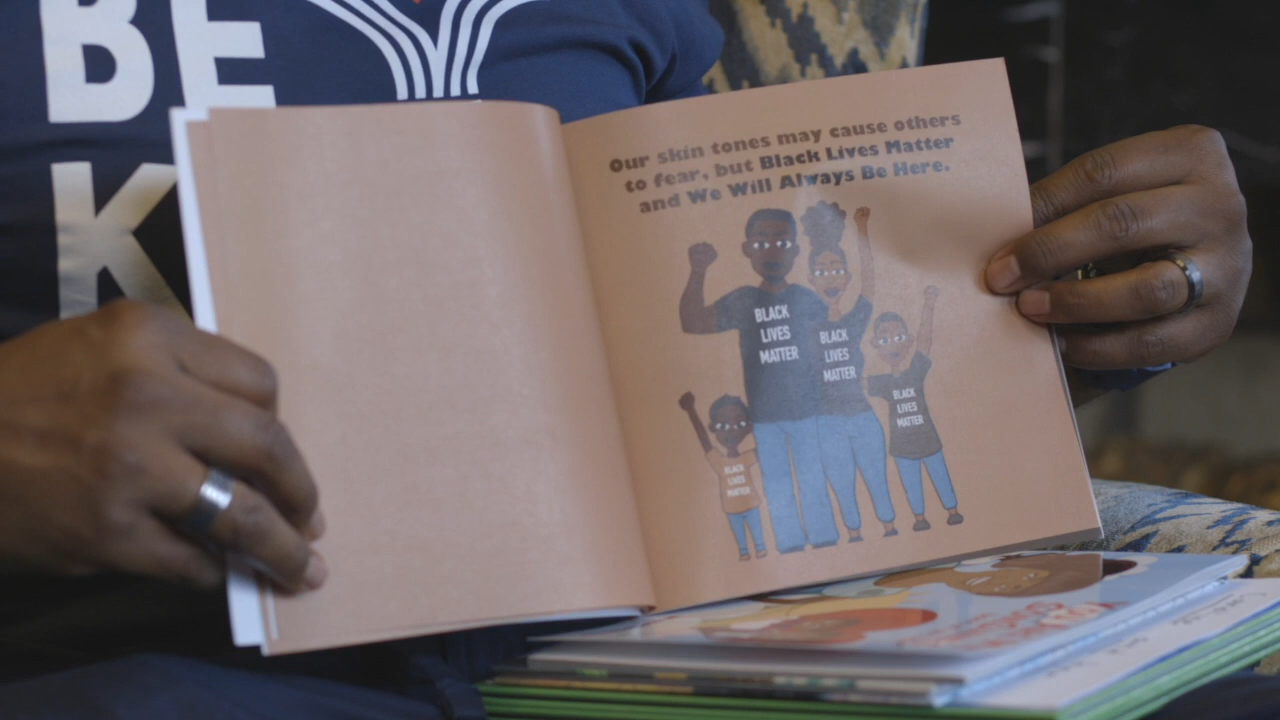 BE
K
Our skin tones may cause others
to fear, but Black Lives Matter
and We Will Always Be Here.
BLACK
LIVES
MATTER
BLACK
LIVES
MATTER
BLACK
LIVES
MATTER
BLACK
LIVES
MATTER